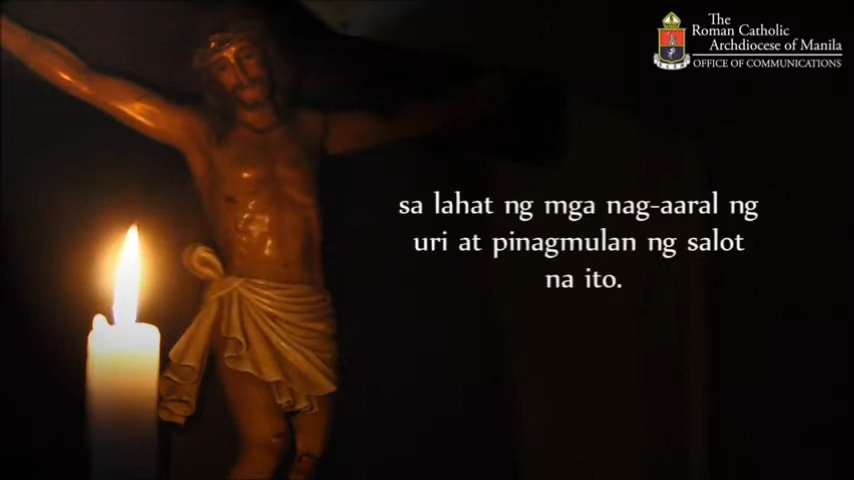 The
Roman Catholic
Archdiocese of Manila
OFFICE OF COMMUNICATIONS
sa lahat ng mga nag-aaral ng
uri at pinagmulan ng salot
na ito.